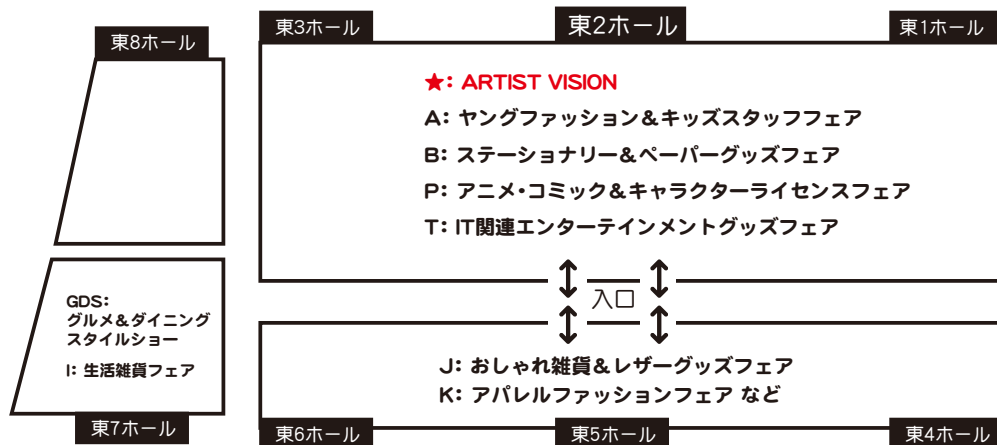 東8ホール
東3ホール
東2ホール
東1ホール
★: ARTIST VISION
A: ヤングファッション&キッズスタッフフェア
B: ステーショナリー&ペーパーグッズフェア
P: アニメ・コミック&キャラクターライセンスフェア
T: IT関連エンターテインメントグッズフェア
入口
GDS:
グルメ&ダイニング
スタイルショー
I: 生活雑貨フェア
J: おしゃれ雑貨&レザーグッズフェア
K: アパレルファッションフェア など
東7ホール
東6ホール
東5ホール
東4ホール